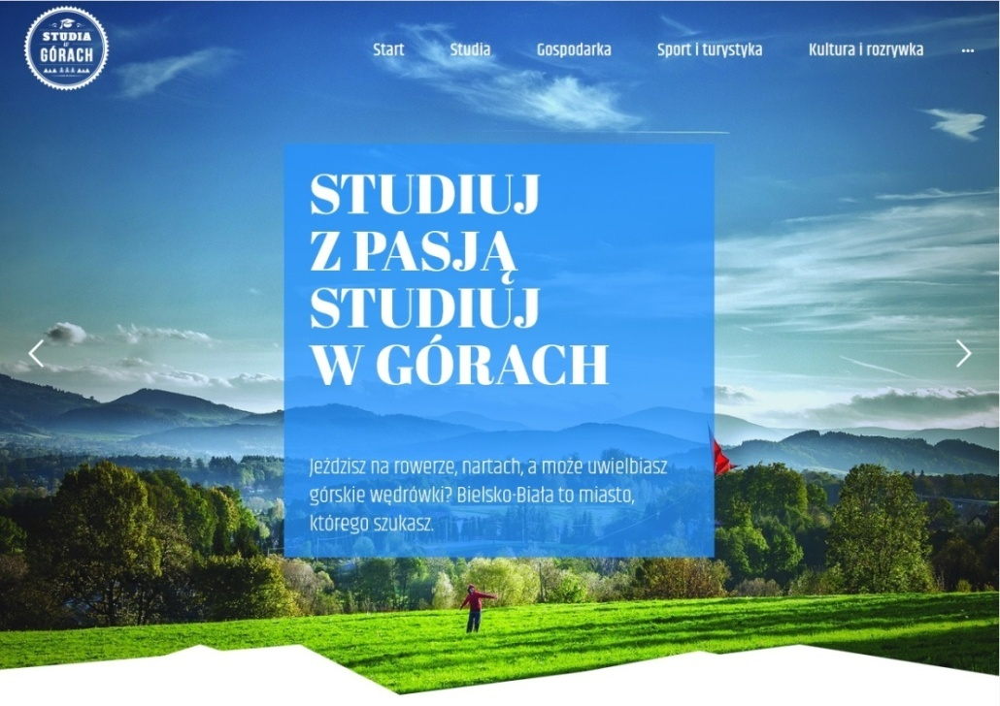 STUDIA
W
GÓRACH
Start Studia Gospodarka Sport i turystyka Kultura i rozrywka ...
STUDIUJ
Z PASJĄ
STUDIUJ
W GÓRACH
Jeździsz na rowerze, nartach, a może uwielbiasz
górskie wędrówki? Bielsko-Biała to miasto,
którego szukasz.